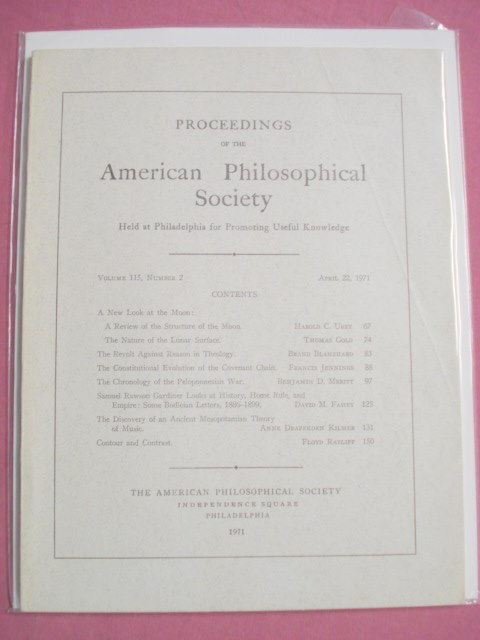 PROCEEDINGS
OF THE
American Philosophical
Society
Held at Philadelphia for Promoting Useful Knowledge
VOLUME 115, NUMBER 2 APRIL 22, 1971
CONTENTS
A New Look at the Moon:
A Review of the Structure of the Moon. HAROLD C. UREY 67
The Nature of the Lunar Surface. THOMAS GOLD 74
The Revolt Against Reason in Theology. BRAND BLANSHARD 83
The Constitutional Evolution of the Covenant Chain. FRANCIS JENNINGS 88
The Chronology of the Peloponnesian War. BENJAMIN D. MERITT 97
Samuel Rawson Gardiner Looks at History, Home Rule, and
Empire: Some Bodleian Letters, 1886–1899. DAVID M. FAHEY 125
The Discovery of an Ancient Mesopotamian Theory
of Music. ANNE DRAFFKORN KILMER 131
Contour and Contrast. FLOYD RATLIFF 150
THE AMERICAN PHILOSOPHICAL SOCIETY
INDEPENDENCE SQUARE
PHILADELPHIA
1971